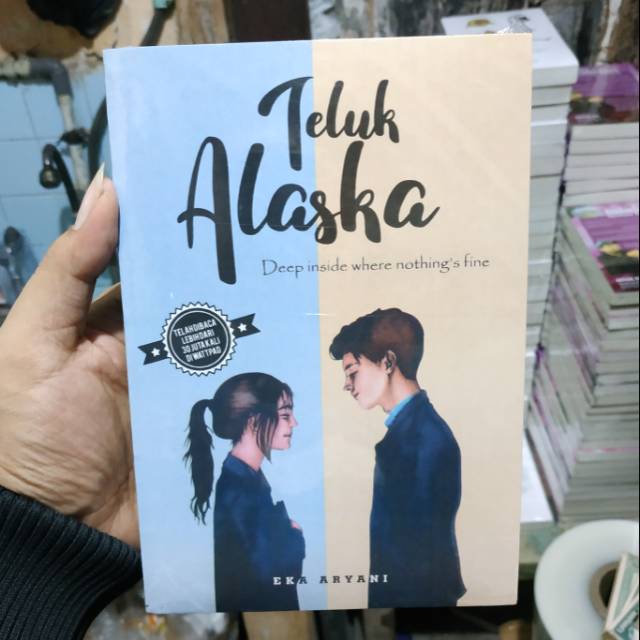 Teluk
Alaska
Deep inside where nothing's fine
TELAH DIBACA
LEBIH DARI
30 JUTA KALI
DI WATTPAD
EKA ARYANI